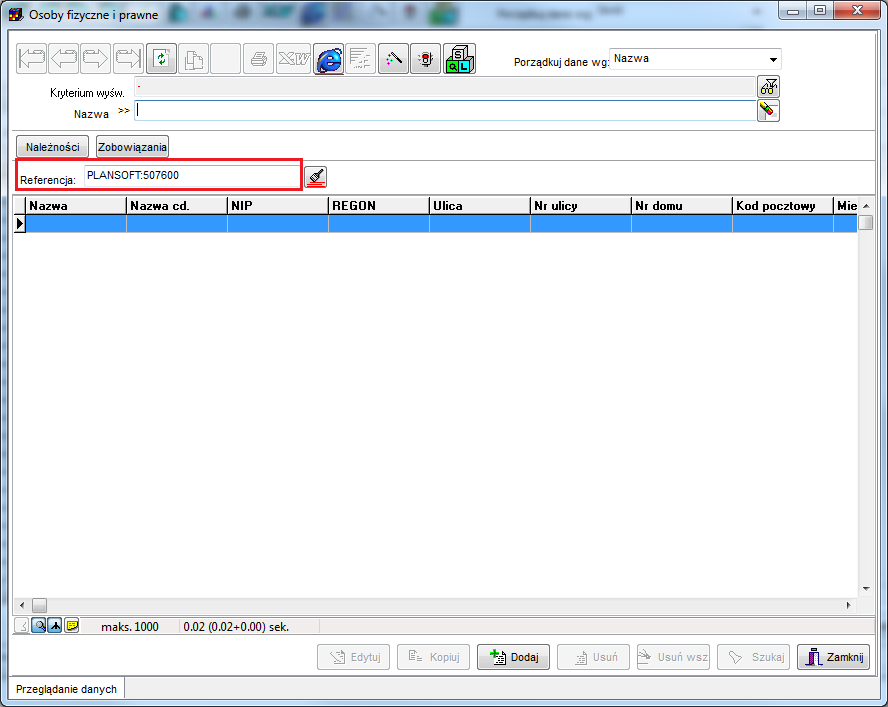 Osoby fizyczne i prawne
XW
SQL
Porządkuj dane wg: Nazwa
Kryterium wyśw.
Nazwa >>
Należności Zobowiązania
Referencja: PLANSOFT:507600
Nazwa Nazwa cd. NIP REGON Ulica Nr ulicy Nr domu Kod pocztowy Mie
maks. 1000 0.02 (0.02+0.00) sek.
Edytuj Kopiuj Dodaj Usuń Usuń wsz Szukaj Zamknij
Przeglądanie danych